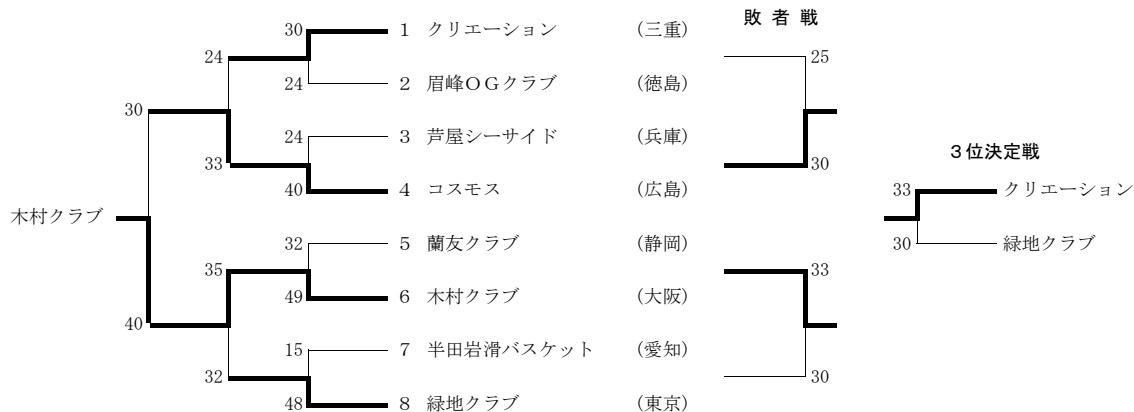 敗 者 戦
30 1 クリエーション (三重)
24 25
24 2 眉峰OGクラブ (徳島)
30
24 3 芦屋シーサイド (兵庫)
33 30
3位決定戦
40 4 コスモス (広島) 33 クリエーション
木村クラブ
32 5 蘭友クラブ (静岡) 30 緑地クラブ
35 33
49 6 木村クラブ (大阪)
40
15 7 半田岩滑バスケット (愛知)
32 30
48 8 緑地クラブ (東京)